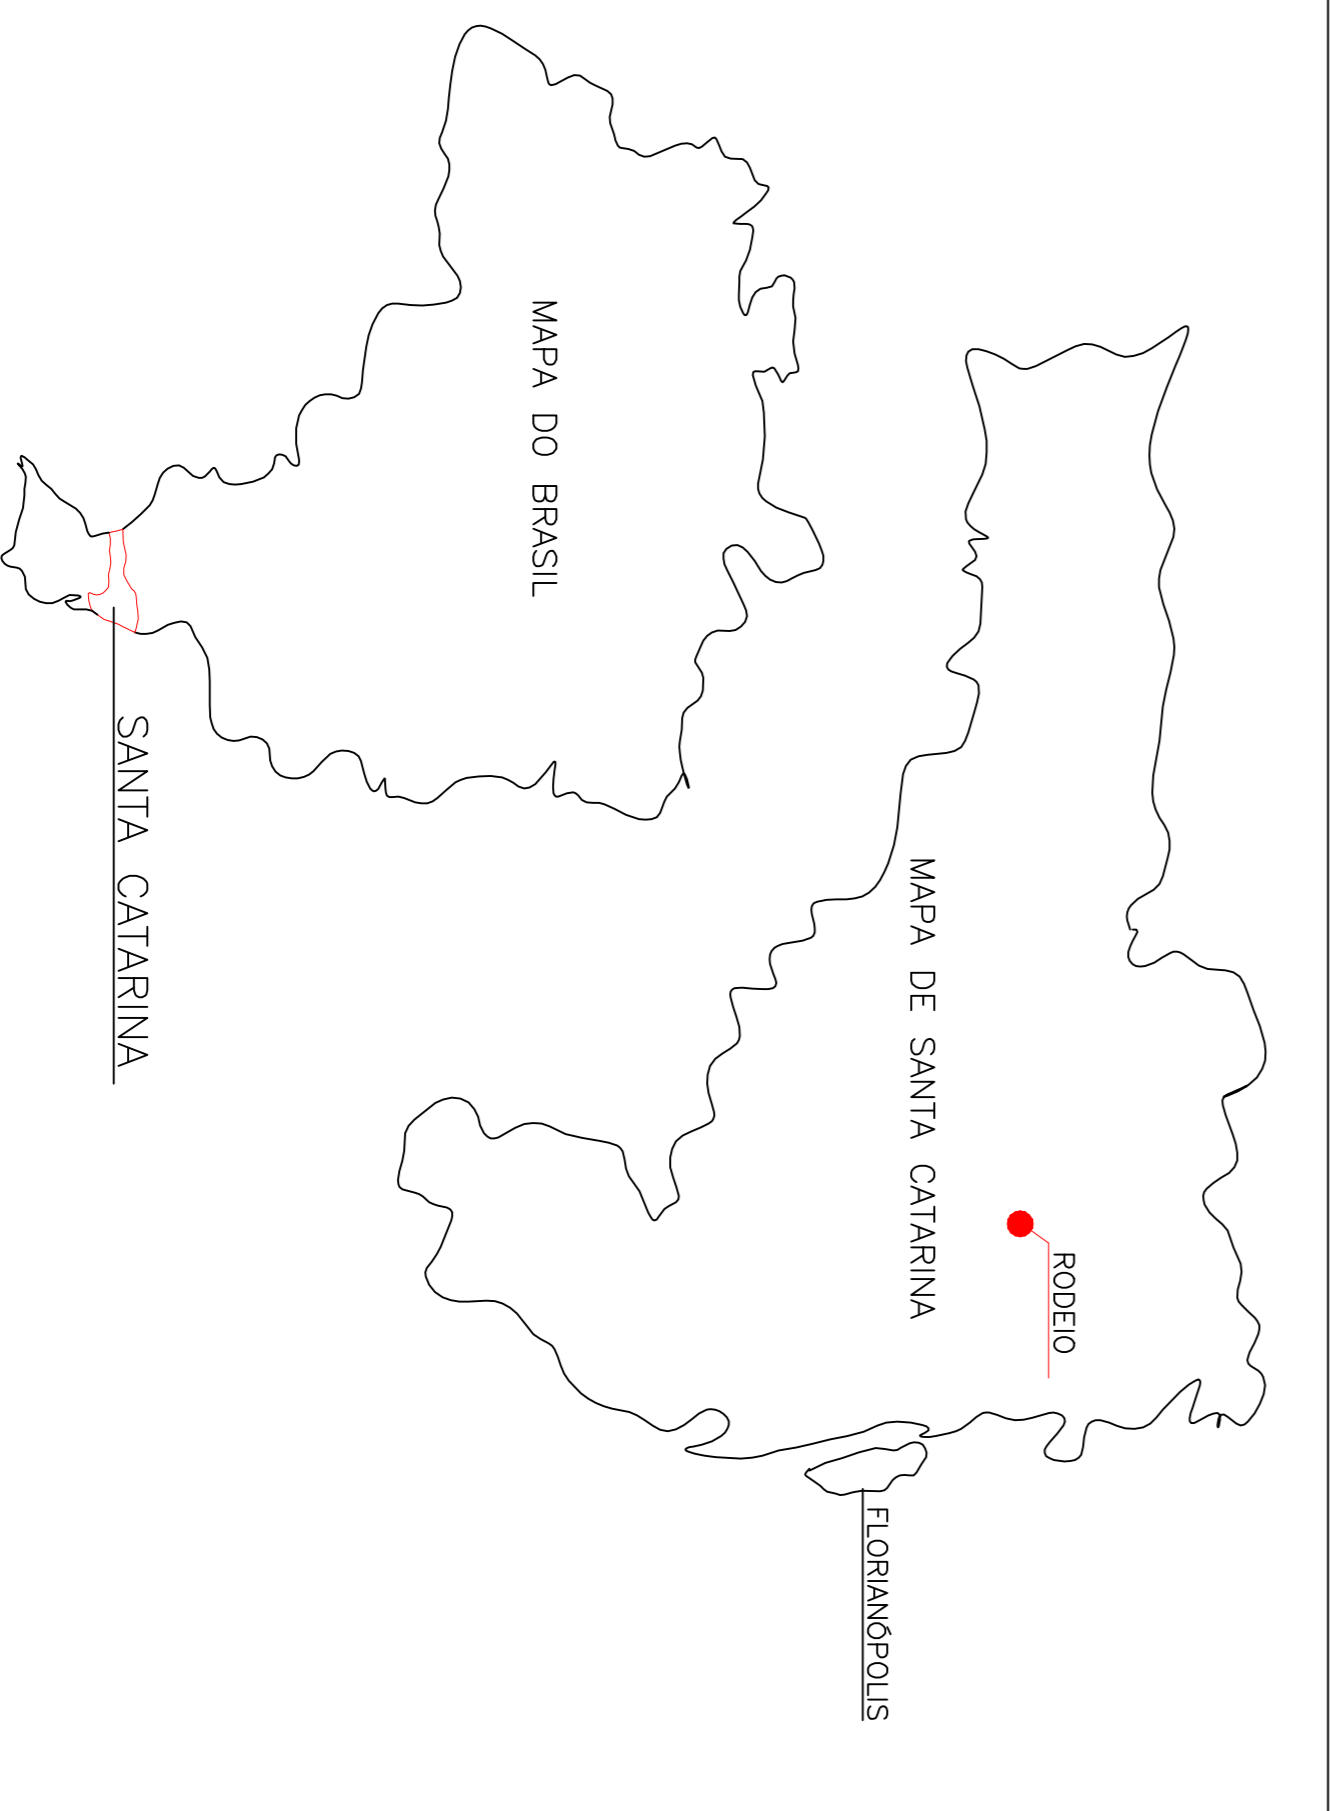 MAPA DE SANTA CATARINA
RODEIO
FLORIANÓPOLIS
MAPA DO BRASIL
SANTA CATARINA